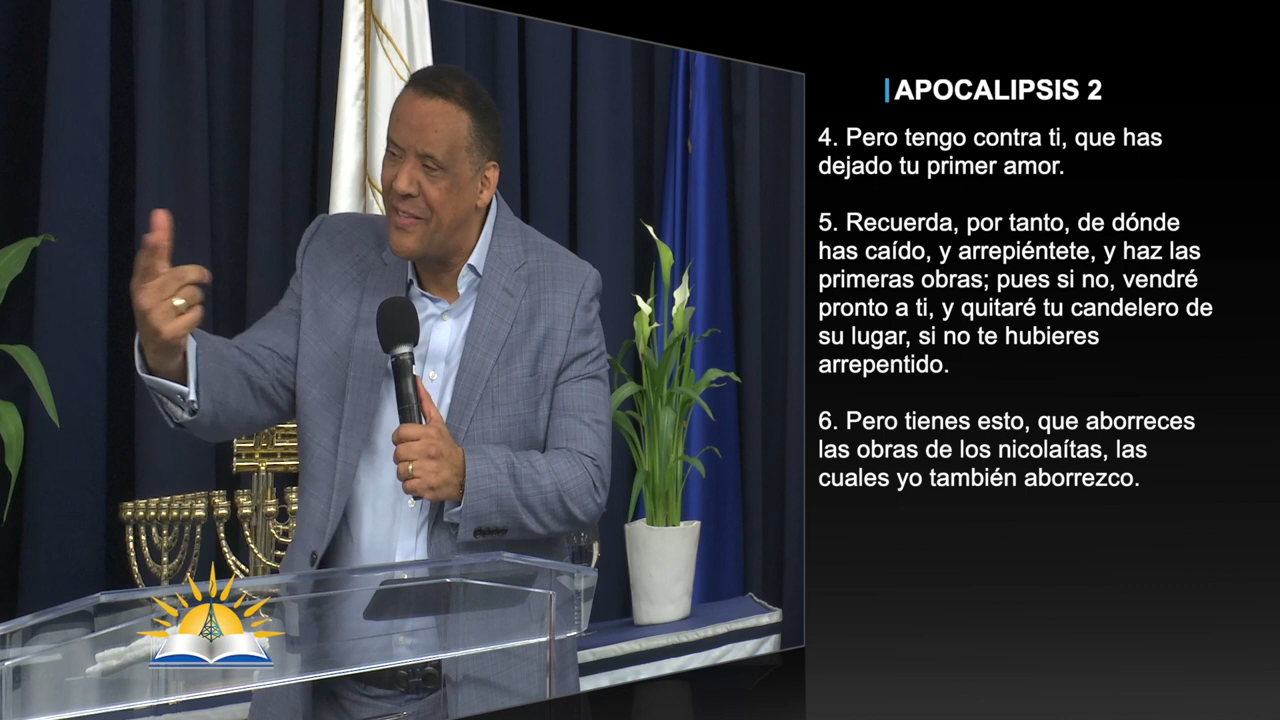 APOCALIPSIS 2
4. Pero tengo contra ti, que has
dejado tu primer amor.
5. Recuerda, por tanto, de dónde
has caído, y arrepiéntete, y haz las
primeras obras; pues si no, vendré
pronto a ti, y quitaré tu candelero de
su lugar, si no te hubieres
arrepentido.
6. Pero tienes esto, que aborreces
las obras de los nicolaítas, las
cuales yo también aborrezco.